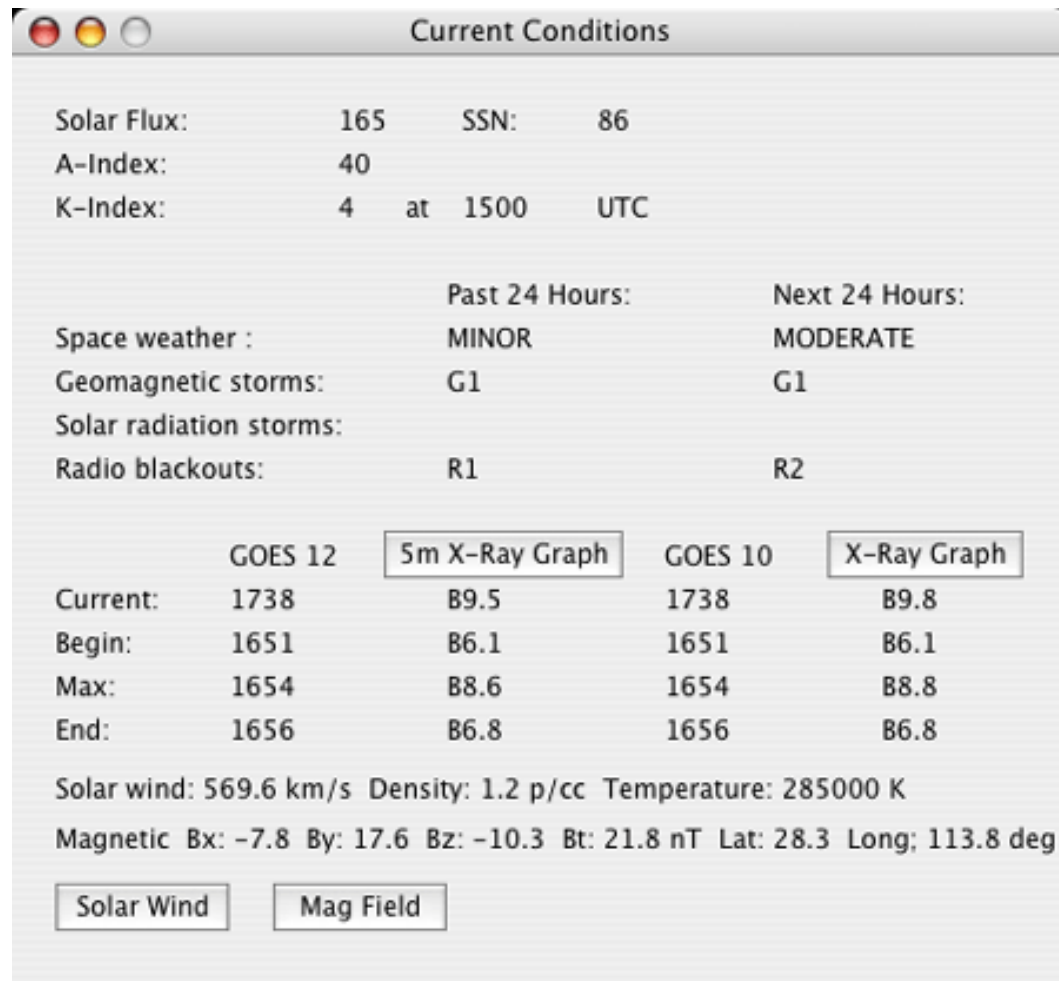 Current Conditions
Solar Flux: 165 SSN: 86
A-Index: 40
K-Index: 4 at 1500 UTC
Past 24 Hours: Next 24 Hours:
Space weather : MINOR MODERATE
Geomagnetic storms: G1 G1
Solar radiation storms:
Radio blackouts: R1 R2
GOES 12 5m X-Ray Graph GOES 10 X-Ray Graph
Current: 1738 B9.5 1738 B9.8
Begin: 1651 B6.1 1651 B6.1
Max: 1654 B8.6 1654 B8.8
End: 1656 B6.8 1656 B6.8
Solar wind: 569.6 km/s Density: 1.2 p/cc Temperature: 285000 K
Magnetic Bx: -7.8 By: 17.6 Bz: -10.3 Bt: 21.8 nT Lat: 28.3 Long; 113.8 deg
Solar Wind Mag Field